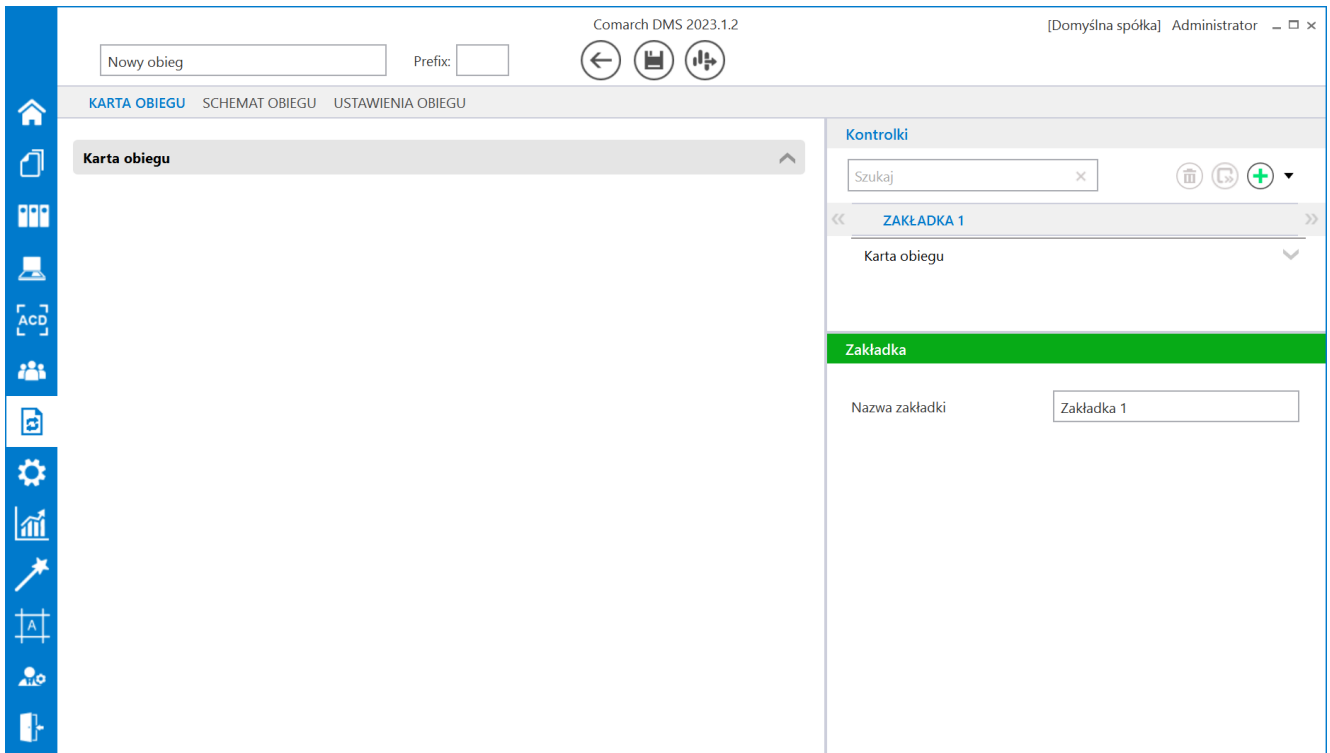 Comarch DMS 2023.1.2
[Domyślna spółka] Administrator
Nowy obieg
Prefix:
KARTA OBIEGU SCHEMAT OBIEGU USTAWIENIA OBIEGU
Kontrolki
Karta obiegu
Szukaj
ZAKŁADKA 1
Karta obiegu
ACD
Zakładka
Nazwa zakładki Zakładka 1
A